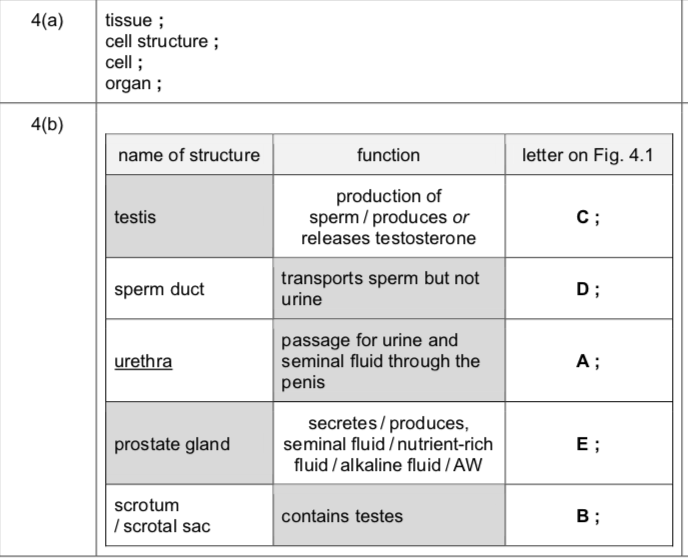 4(a)
tissue ;
cell structure ;
cell ;
organ ;
4(b)
name of structure
function
letter on Fig. 4.1
testis
production of
sperm / produces or
releases testosterone
C ;
sperm duct
transports sperm but not
urine
D ;
urethra
passage for urine and
seminal fluid through the
penis
A ;
prostate gland
secretes / produces,
seminal fluid / nutrient-rich
fluid / alkaline fluid / AW
E ;
scrotum
/ scrotal sac
contains testes
B ;